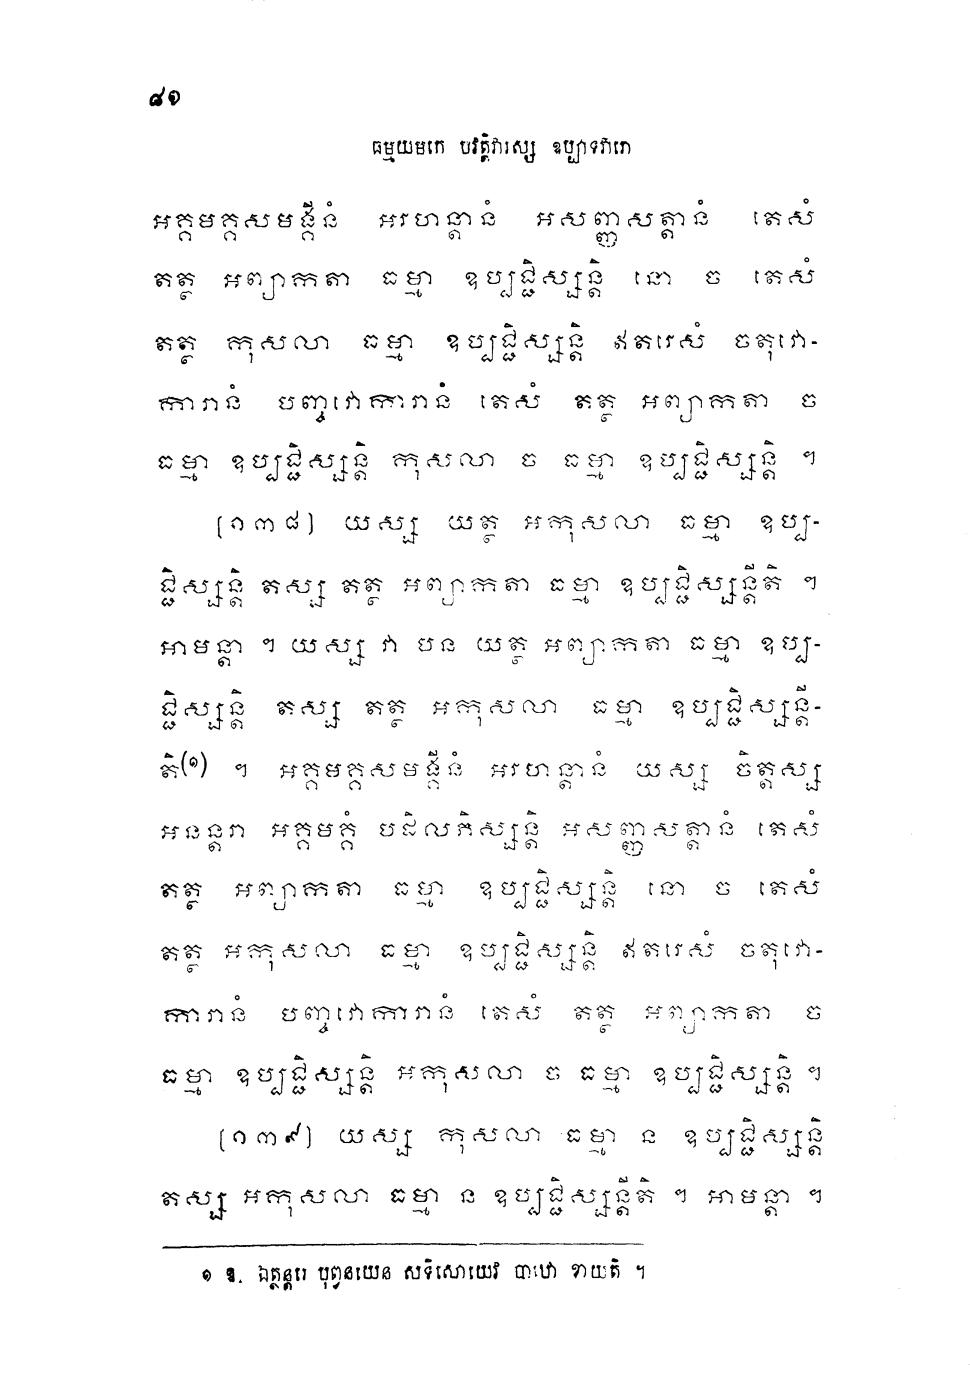 ៨១
ធម្មយមកេ បវត្តិវារស្ស ឧប្បាទវារោ
អគ្គមគ្គសមង្គីនំ អរហន្តានំ អសញ្ញសត្តានំ តេសំ
តត្ថ អព្យាកតា ធម្មា ឧប្បជ្ជិស្សន្តិ នោ ច តេសំ
តត្ថ កុសលា ធម្មា ឧប្បជ្ជិស្សន្តិ ឥតរេសំ ចតុវោ-
ការានំ បញ្ចវោការានំ តេសំ តត្ថ អព្យាកតា ច
ធម្មា ឧប្បជ្ជិស្សន្តិ កុសលា ច ធម្មា ឧប្បជ្ជិស្សន្តិ ។
[១៣៨] យស្ស យត្ថ អកុសលា ធម្មា ឧប្ប-
ជ្ជិស្សន្តិ តស្ស តត្ថ អព្យាកតា ធម្មា ឧប្បជ្ជិស្សន្តីតិ ។
អាមន្តា ។ យស្ស វា បន យត្ថ អព្យាកតា ធម្មា ឧប្ប-
ជ្ជិស្សន្តិ តស្ស តត្ថ អកុសលា ធម្មា ឧប្បជ្ជិស្សន្តី-
តិ(១) ។ អគ្គមគ្គសមង្គីនំ អរហន្តានំ យស្ស ចិត្តស្ស
អនន្តរា អគ្គមគ្គំ បដិលភិស្សន្តិ អសញ្ញសត្តានំ តេសំ
តត្ថ អព្យាកតា ធម្មា ឧប្បជ្ជិស្សន្តិ នោ ច តេសំ
តត្ថ អកុសលា ធម្មា ឧប្បជ្ជិស្សន្តិ ឥតរេសំ ចតុវោ-
ការានំ បញ្ចវោការានំ តេសំ តត្ថ អព្យាកតា ច
ធម្មា ឧប្បជ្ជិស្សន្តិ អកុសលា ច ធម្មា ឧប្បជ្ជិស្សន្តិ ។
[១៣៩] យស្ស កុសលា ធម្មា ន ឧប្បជ្ជិស្សន្តិ
តស្ស អកុសលា ធម្មា ន ឧប្បជ្ជិស្សន្តីតិ ។ អាមន្តា ។
១ ឧ. ឯត្ថន្តរេ បុព្វនយេន សទិសោយេវ បាឋោ ខាយតិ ។